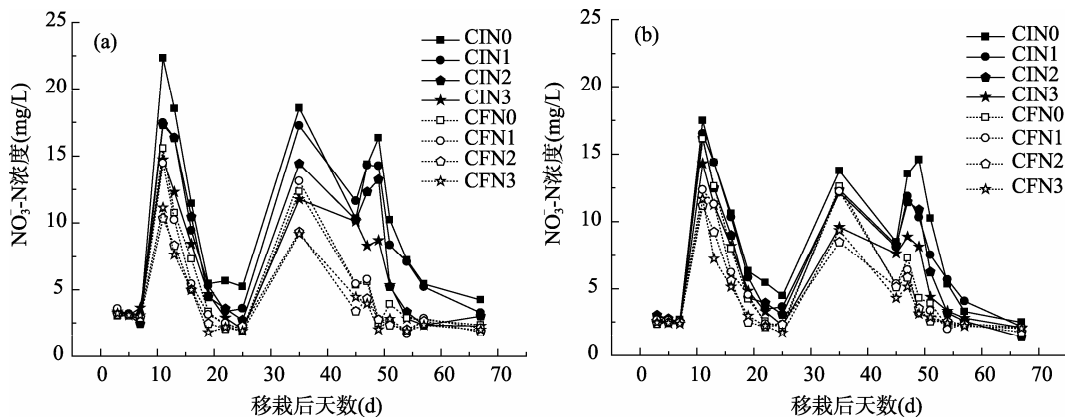 (a)
CIN0
CIN1
CIN2
CIN3
CFN0
CFN1
CFN2
CFN3
NO₃⁻-N浓度(mg/L)
25
20
15
10
5
0
0 10 20 30 40 50 60 70
移栽后天数(d)
(b)
CIN0
CIN1
CIN2
CIN3
CFN0
CFN1
CFN2
CFN3
NO₃⁻-N浓度(mg/L)
25
20
15
10
5
0
0 10 20 30 40 50 60 70
移栽后天数(d)